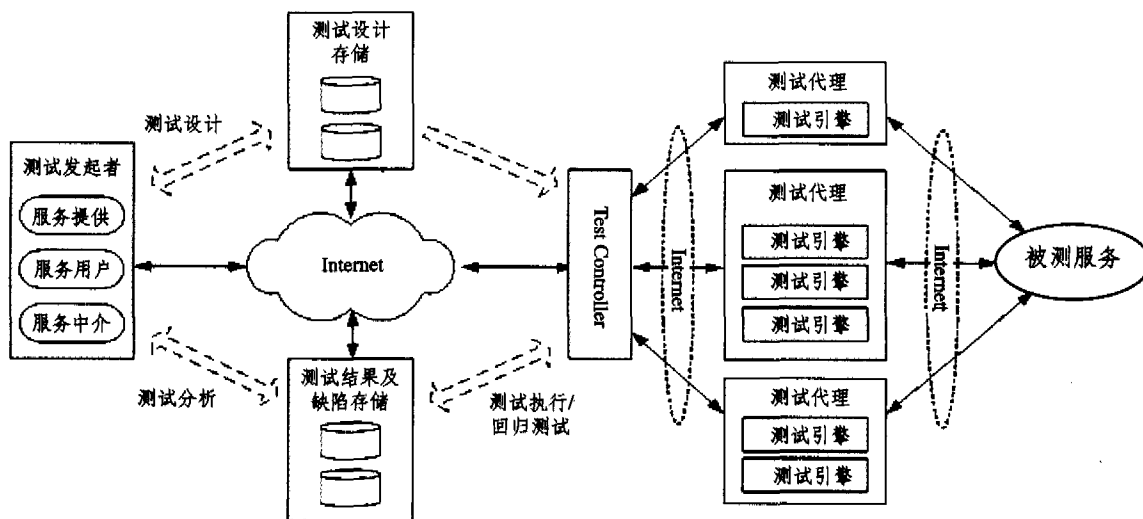 测试设计
存储
测试设计
测试发起者
服务提供
服务用户
服务中介
Internet
测试分析
测试结果及
缺陷存储
测试执行/
回归测试
Test Controller
Internet
测试代理
测试引擎
测试代理
测试引擎
测试引擎
测试引擎
测试代理
测试引擎
测试引擎
Internet
被测服务